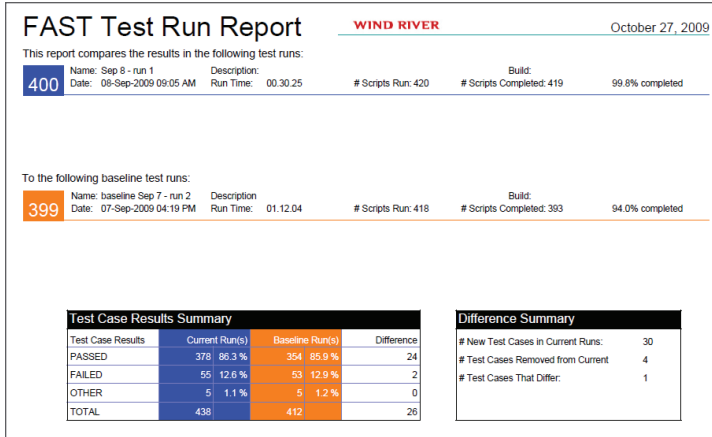 FAST Test Run Report WIND RIVER October 27, 2009
This report compares the results in the following test runs:
400 Name: Sep 8 - run 1 Description: Build:
Date: 08-Sep-2009 09:05 AM Run Time: 00.30.25 # Scripts Run: 420 # Scripts Completed: 419 99.8% completed
To the following baseline test runs:
399 Name: baseline Sep 7 - run 2 Description Build:
Date: 07-Sep-2009 04:19 PM Run Time: 01.12.04 # Scripts Run: 418 # Scripts Completed: 393 94.0% completed
Test Case Results Summary
Test Case Results Current Run(s) Baseline Run(s) Difference
PASSED 378 86.3 % 354 85.9 % 24
FAILED 55 12.6 % 53 12.9 % 2
OTHER 5 1.1 % 5 1.2 % 0
TOTAL 438 412 26
Difference Summary
# New Test Cases in Current Runs: 30
# Test Cases Removed from Current 4
# Test Cases That Differ: 1